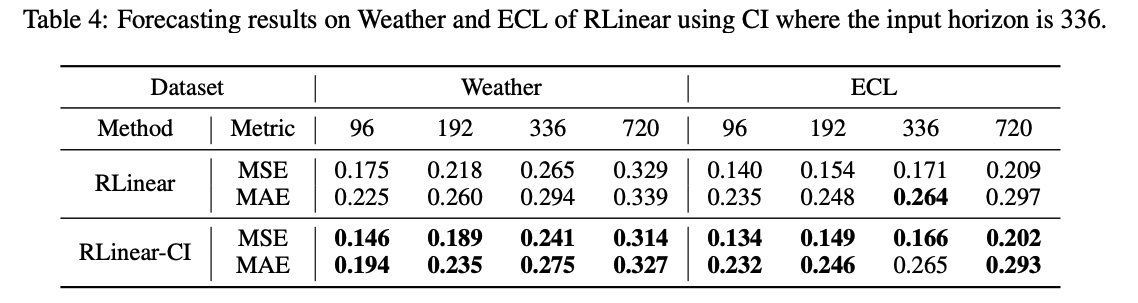 Table 4: Forecasting results on Weather and ECL of RLinear using CI where the input horizon is 336.
Dataset Weather ECL
Method Metric 96 192 336 720 96 192 336 720
RLinear
MSE 0.175 0.218 0.265 0.329 0.140 0.154 0.171 0.209
MAE 0.225 0.260 0.294 0.339 0.235 0.248 0.264 0.297
RLinear-CI
MSE 0.146 0.189 0.241 0.314 0.134 0.149 0.166 0.202
MAE 0.194 0.235 0.275 0.327 0.232 0.246 0.265 0.293